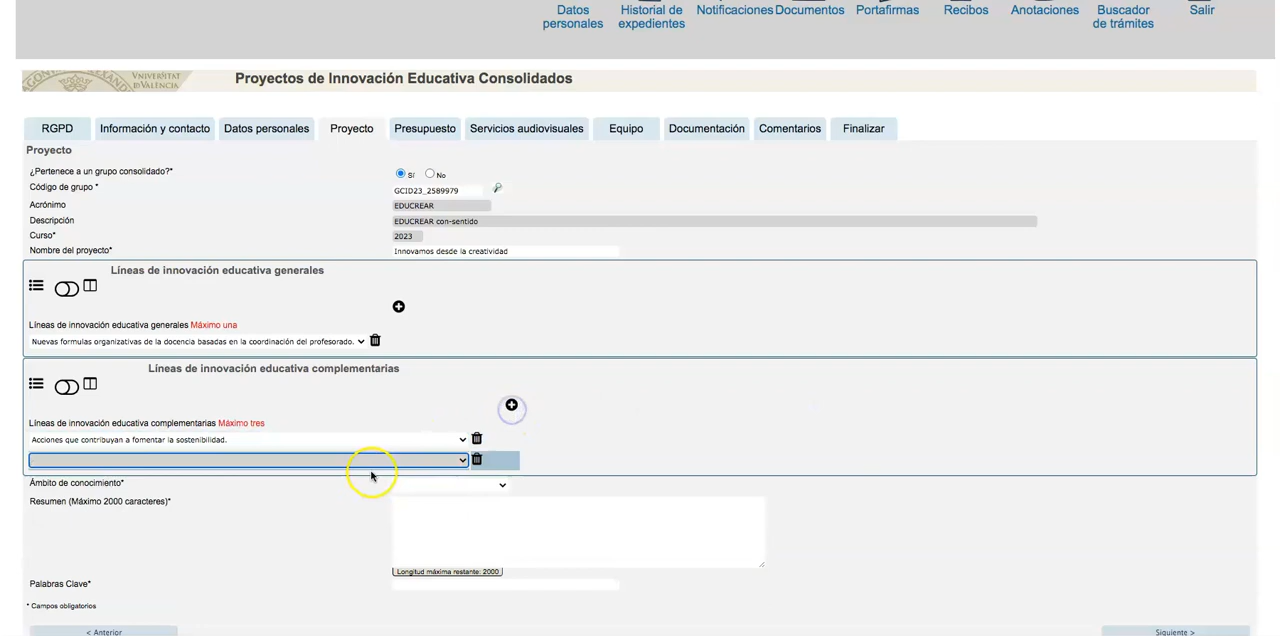 Datos personales
Historial de expedientes
Notificaciones
Documentos
Portafirmas
Recibos
Anotaciones
Buscador de trámites
Salir
VNIVERSITAT
ID VALÈNCIA
Proyectos de Innovación Educativa Consolidados
RGPD
Información y contacto
Datos personales
Proyecto
Presupuesto
Servicios audiovisuales
Equipo
Documentación
Comentarios
Finalizar
Proyecto
¿Pertenece a un grupo consolidado?* Sí No
Código de grupo * GCID23_2589979
Acrónimo EDUCREAR
Descripción EDUCREAR con-sentido
Curso* 2023
Nombre del proyecto* Innovamos desde la creatividad
Líneas de innovación educativa generales
Líneas de innovación educativa generales Máximo una
Nuevas formulas organizativas de la docencia basadas en la coordinación del profesorado.
Líneas de innovación educativa complementarias
Líneas de innovación educativa complementarias Máximo tres
Acciones que contribuyan a fomentar la sostenibilidad.
Ámbito de conocimiento*
Resumen (Máximo 2000 caracteres)*
Longitud máxima restante: 2000
Palabras Clave*
* Campos obligatorios
< Anterior
Siguiente >